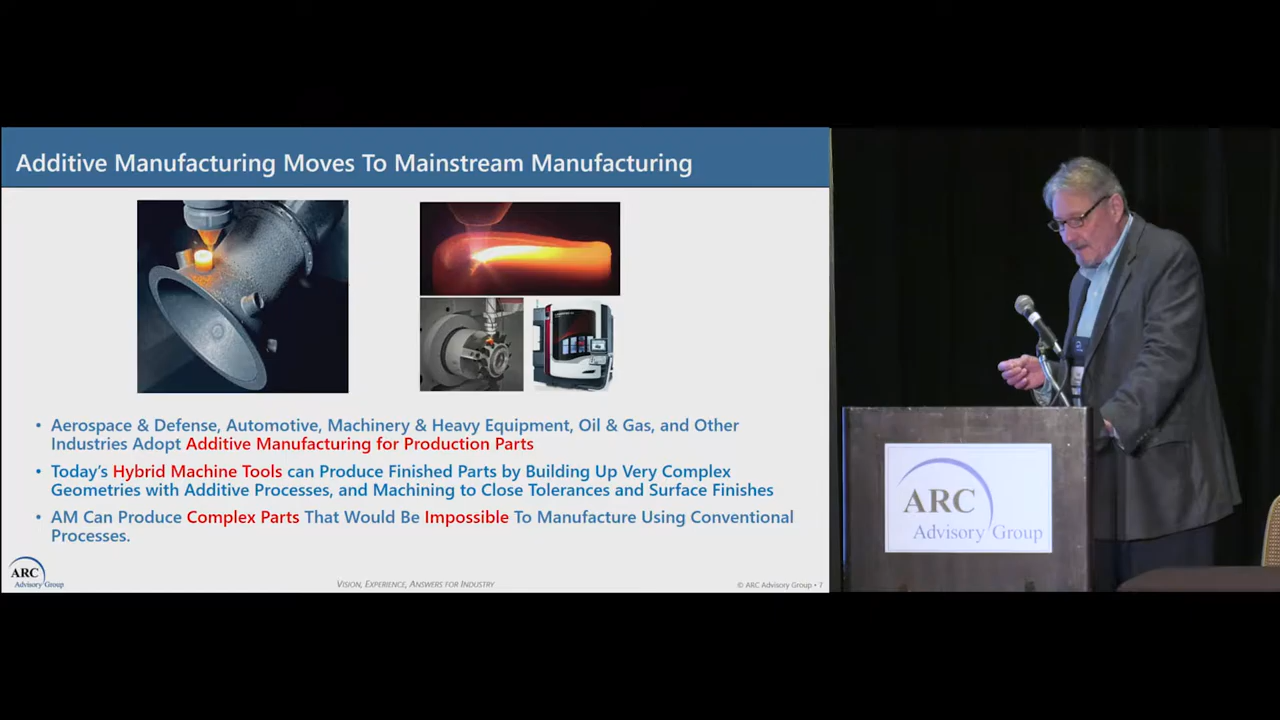 Additive Manufacturing Moves To Mainstream Manufacturing
• Aerospace & Defense, Automotive, Machinery & Heavy Equipment, Oil & Gas, and Other
Industries Adopt Additive Manufacturing for Production Parts
• Today's Hybrid Machine Tools can Produce Finished Parts by Building Up Very Complex
Geometries with Additive Processes, and Machining to Close Tolerances and Surface Finishes
• AM Can Produce Complex Parts That Would Be Impossible To Manufacture Using Conventional
Processes.
ARC
Advisory Group
VISION, EXPERIENCE, ANSWERS FOR INDUSTRY
© ARC Advisory Group • 7
ARC
Advisory Group